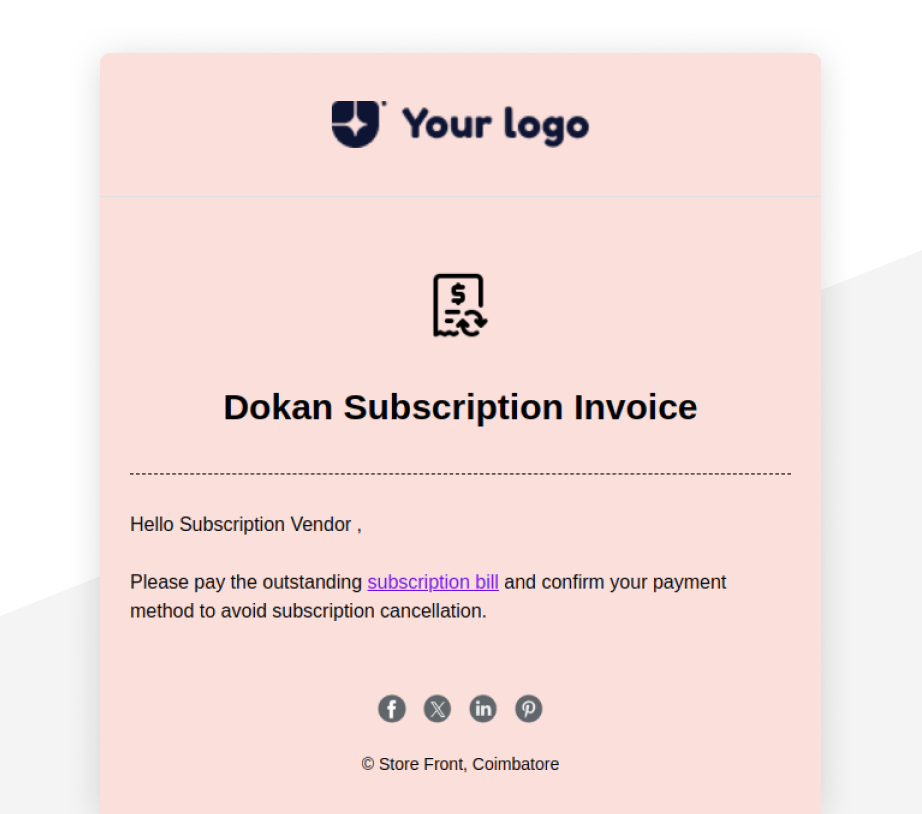 Your logo
$
Dokan Subscription Invoice
Hello Subscription Vendor ,
Please pay the outstanding subscription bill and confirm your payment
method to avoid subscription cancellation.
© Store Front, Coimbatore